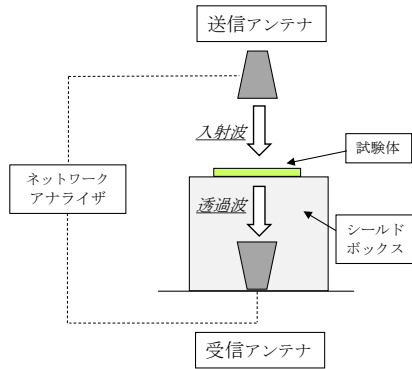 送信アンテナ
入射波
試験体
ネットワーク
アナライザ
透過波
シールド
ボックス
受信アンテナ